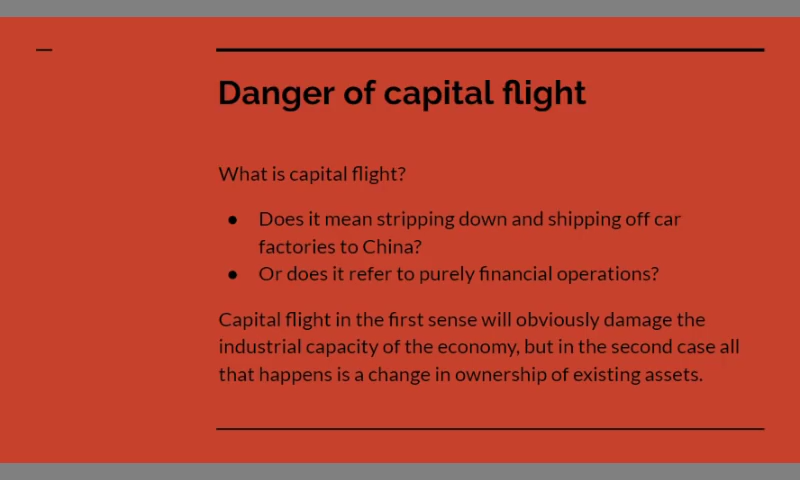 Danger of capital flight
What is capital flight?
● Does it mean stripping down and shipping off car
factories to China?
● Or does it refer to purely financial operations?
Capital flight in the first sense will obviously damage the
industrial capacity of the economy, but in the second case all
that happens is a change in ownership of existing assets.